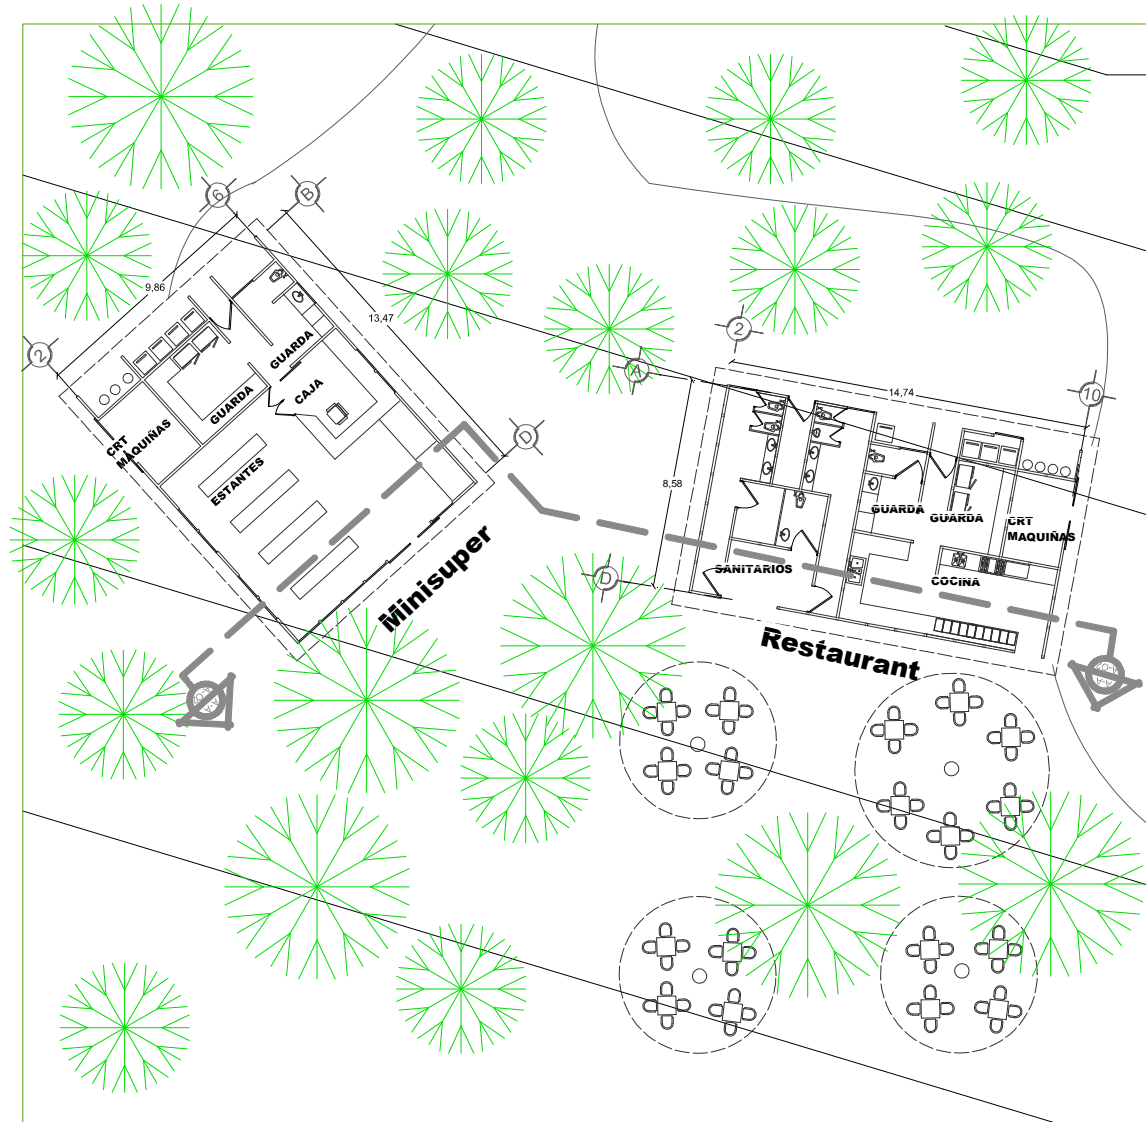 6
B
9,86
13,47
2
2
A
14,74
10
GUARDA
CAJA
GUARDA
CRT
MAQUIÑAS
ESTANTES
D
8,58
GUARDA
GUARDA
CRT
MAQUIÑAS
SANITARIOS
COCINA
D
Minisuper
Restaurant
A-A
A-A